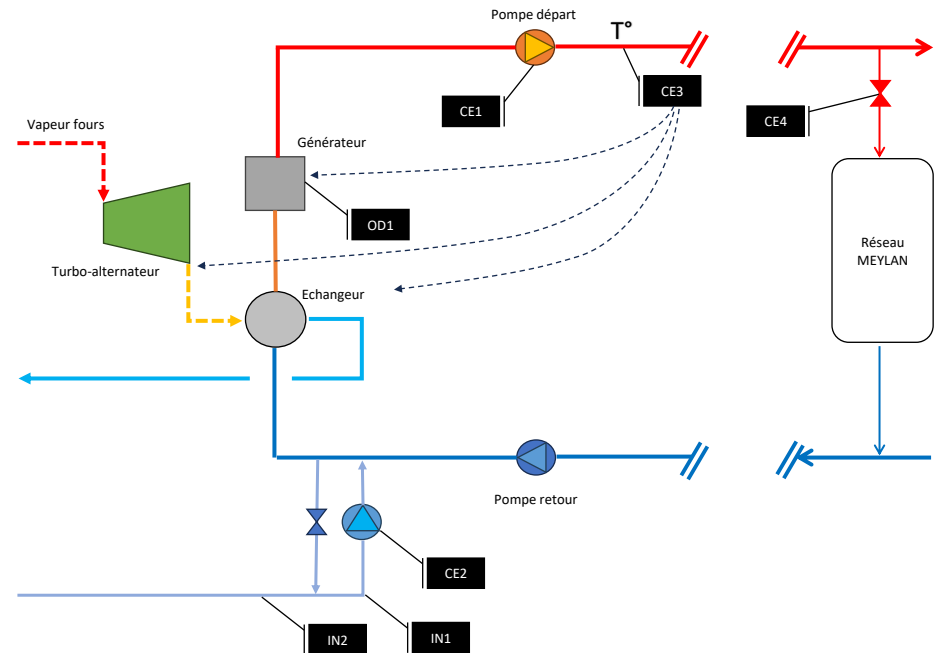 Pompe départ
T°
CE1
CE3
CE4
Vapeur fours
Générateur
OD1
Turbo-alternateur
Echangeur
Réseau
MEYLAN
Pompe retour
CE2
IN2
IN1